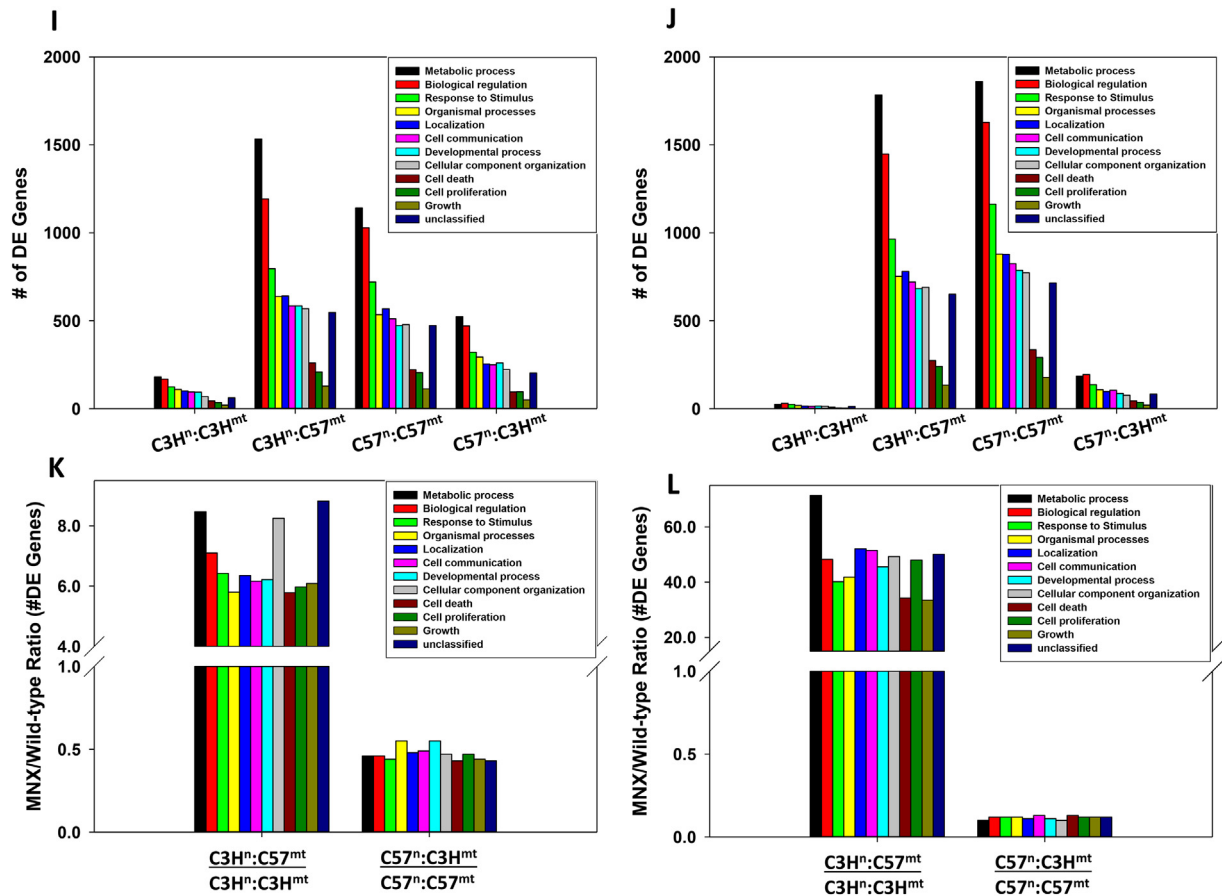 I
# of DE Genes
2000
1500
1000
500
0
Metabolic process
Biological regulation
Response to Stimulus
Organismal processes
Localization
Cell communication
Developmental process
Cellular component organization
Cell death
Cell proliferation
Growth
unclassified
C3Hⁿ:C3Hᵐᵗ
C3Hⁿ:C57ᵐᵗ
C57ⁿ:C57ᵐᵗ
C57ⁿ:C3Hᵐᵗ
J
# of DE Genes
2000
1500
1000
500
0
Metabolic process
Biological regulation
Response to Stimulus
Organismal processes
Localization
Cell communication
Developmental process
Cellular component organization
Cell death
Cell proliferation
Growth
unclassified
C3Hⁿ:C3Hᵐᵗ
C3Hⁿ:C57ᵐᵗ
C57ⁿ:C57ᵐᵗ
C57ⁿ:C3Hᵐᵗ
K
MNX/Wild-type Ratio (#DE Genes)
8.0
6.0
4.0
1.0
0.5
0.0
Metabolic process
Biological regulation
Response to Stimulus
Organismal processes
Localization
Cell communication
Developmental process
Cellular component organization
Cell death
Cell proliferation
Growth
unclassified
C3Hⁿ:C57ᵐᵗ
C3Hⁿ:C3Hᵐᵗ
C57ⁿ:C3Hᵐᵗ
C57ⁿ:C57ᵐᵗ
L
MNX/Wild-type Ratio (#DE Genes)
60.0
40.0
20.0
1.0
0.5
0.0
Metabolic process
Biological regulation
Response to Stimulus
Organismal processes
Localization
Cell communication
Developmental process
Cellular component organization
Cell death
Cell proliferation
Growth
unclassified
C3Hⁿ:C57ᵐᵗ
C3Hⁿ:C3Hᵐᵗ
C57ⁿ:C3Hᵐᵗ
C57ⁿ:C57ᵐᵗ